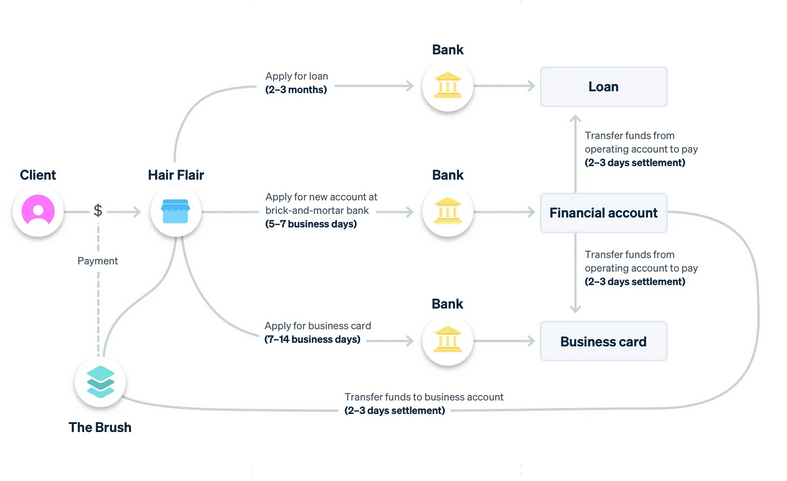 Bank
Apply for loan
(2–3 months)
Loan
Transfer funds from
operating account to pay
(2–3 days settlement)
Client
Hair Flair
Bank
$
Apply for new account at
brick-and-mortar bank
(5–7 business days)
Financial account
Payment
Transfer funds from
operating account to pay
(2–3 days settlement)
Bank
Apply for business card
(7–14 business days)
Business card
Transfer funds to business account
(2–3 days settlement)
The Brush